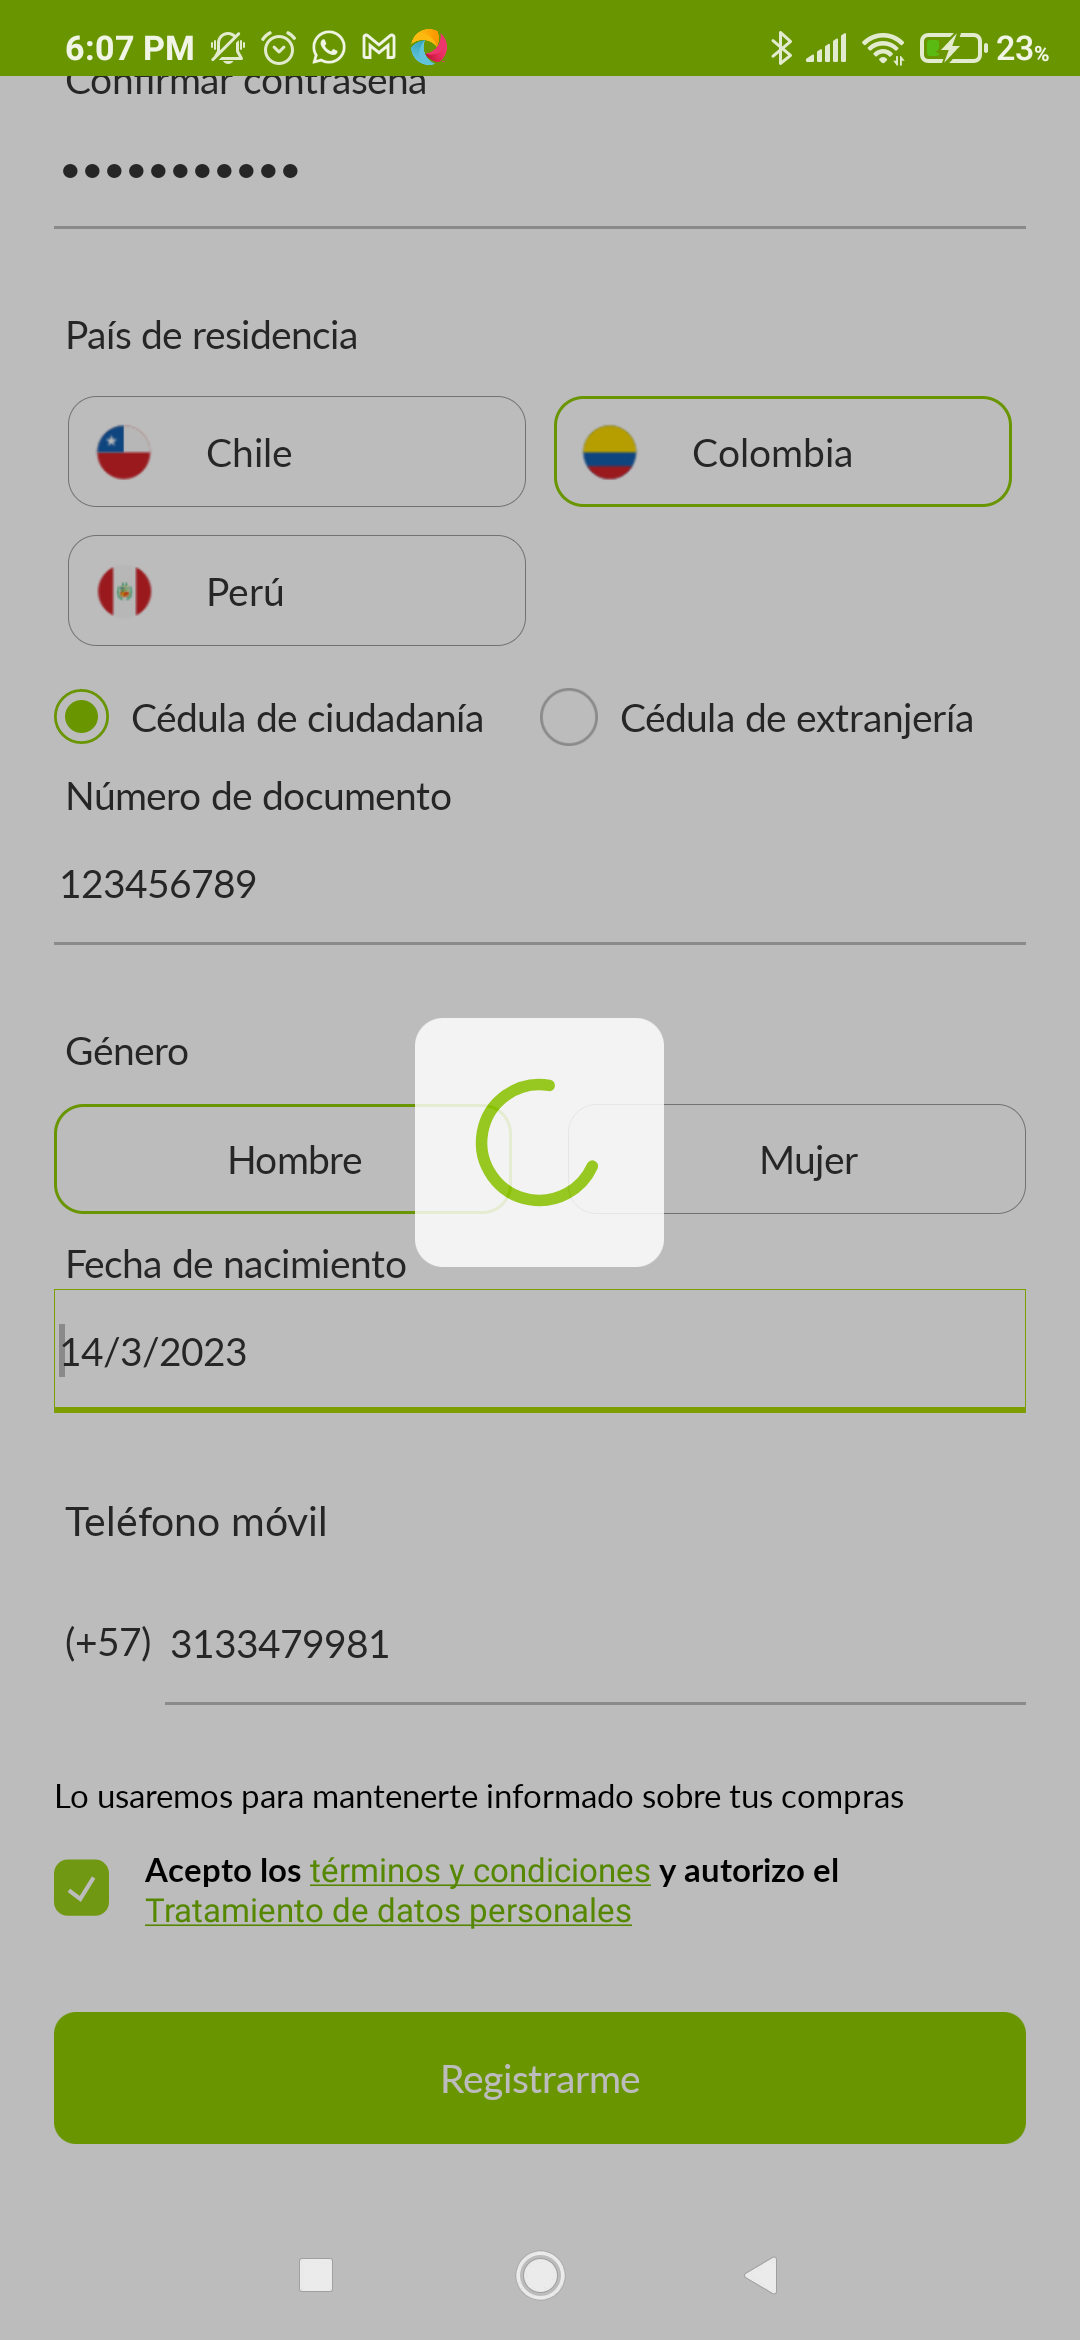 6:07 PM 23%
Confirmar contraseña
•••••••••••
País de residencia
Chile Colombia
Perú
Cédula de ciudadanía Cédula de extranjería
Número de documento
123456789
Género
Hombre Mujer
Fecha de nacimiento
14/3/2023
Teléfono móvil
(+57) 3133479981
Lo usaremos para mantenerte informado sobre tus compras
Acepto los términos y condiciones y autorizo el
Tratamiento de datos personales
Registrarme